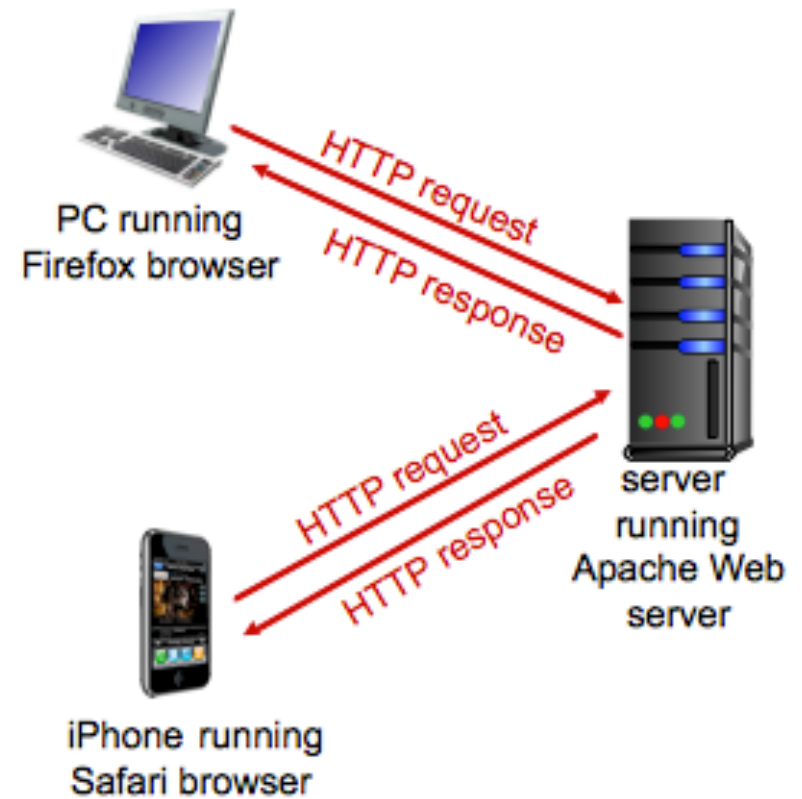 HTTP request
HTTP response
PC running
Firefox browser
HTTP request
HTTP response
server
running
Apache Web
server
iPhone running
Safari browser